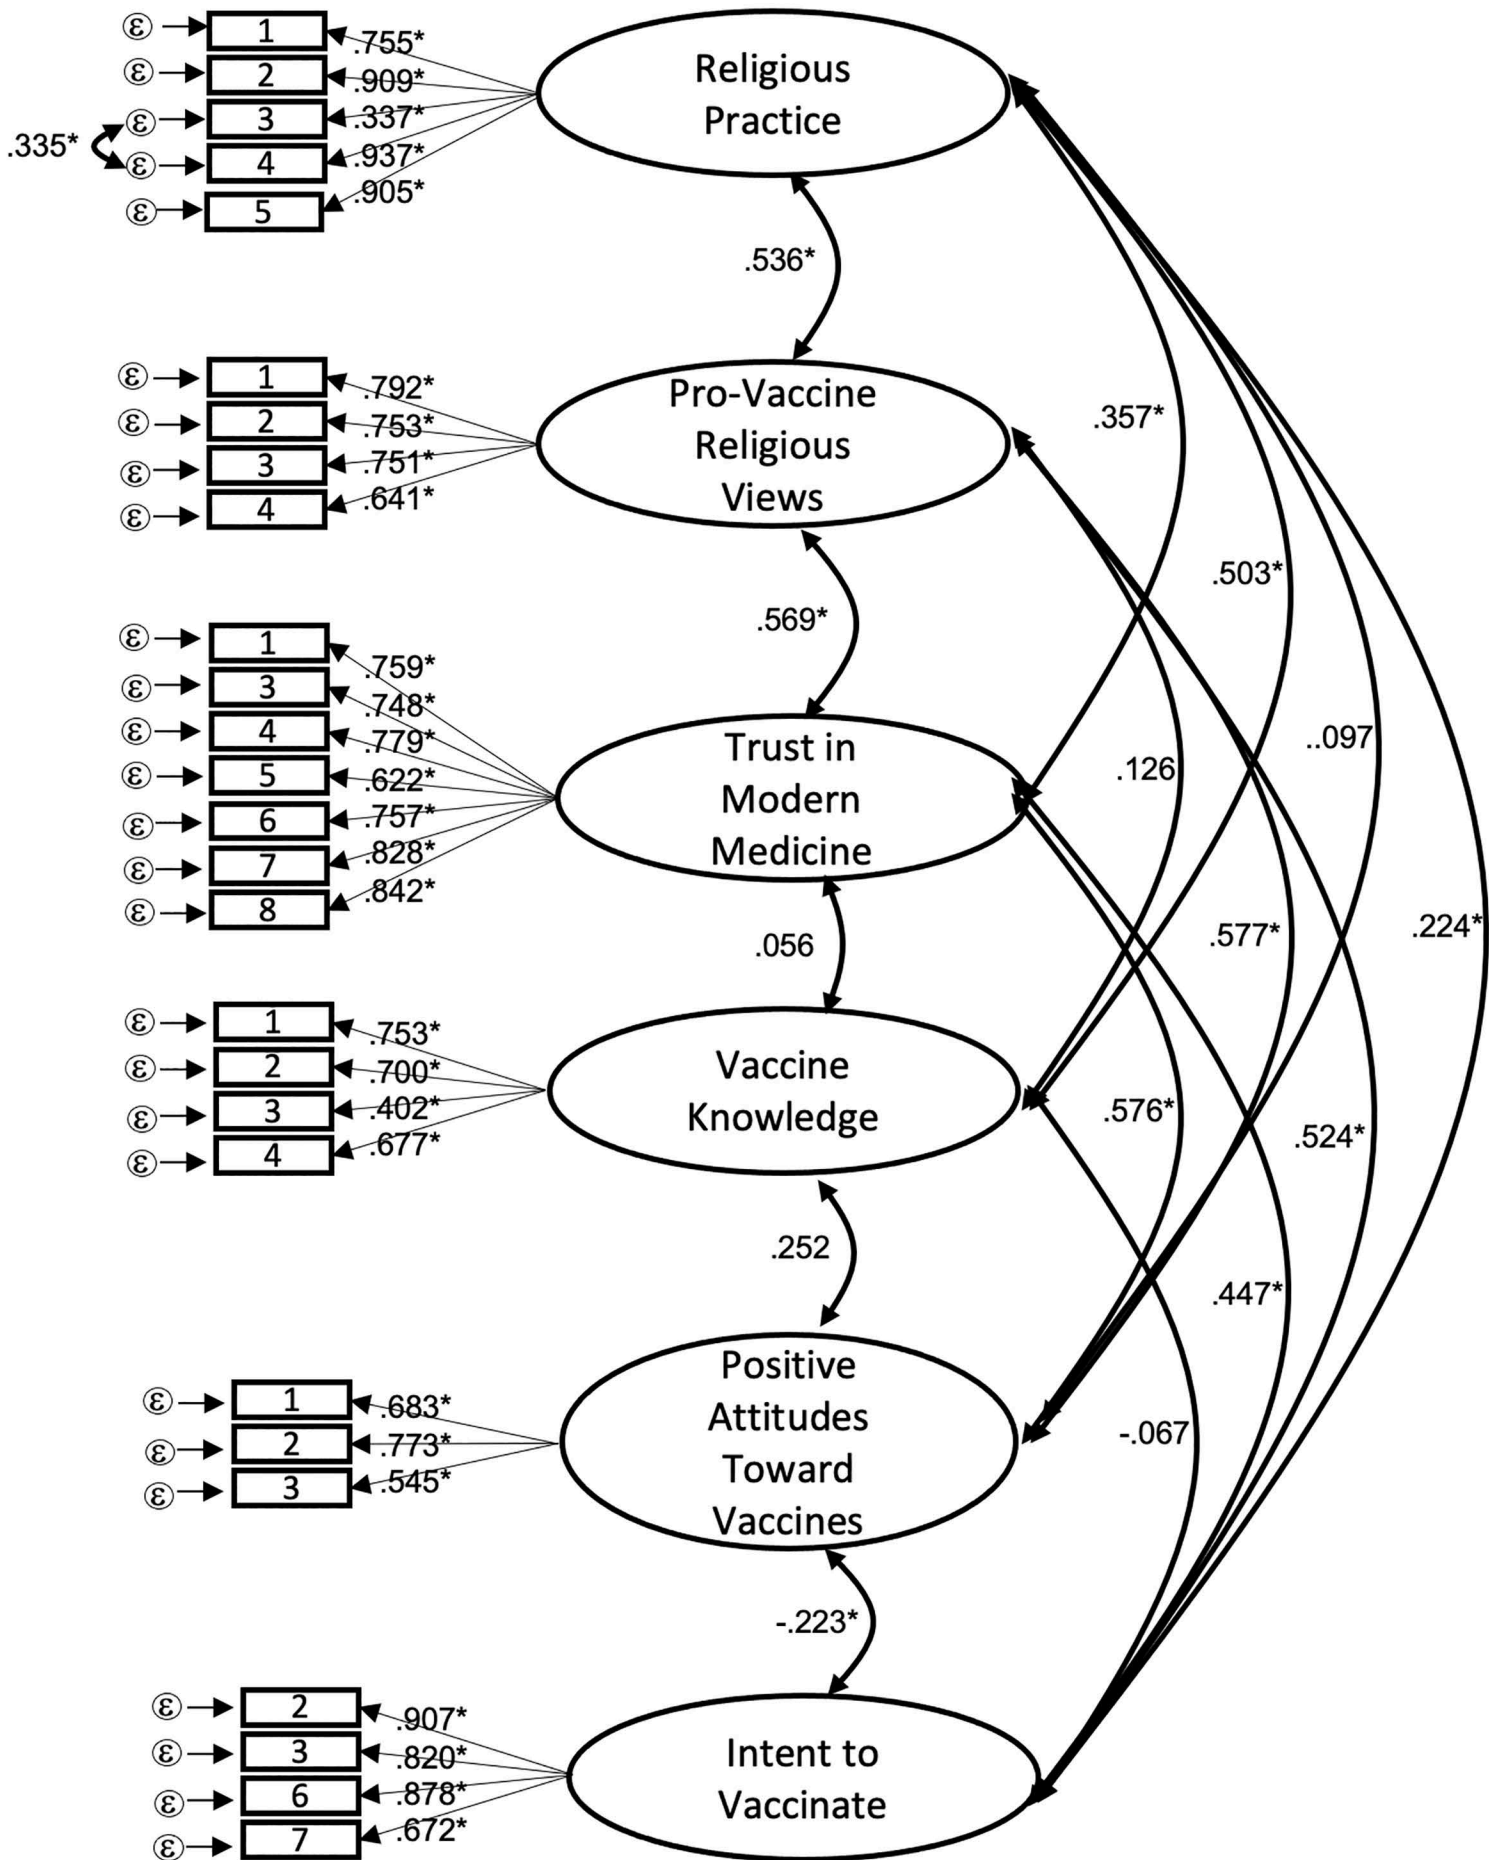 ε 1 .755*
ε 2 .909*
ε 3 .337*
.335*
ε 4 .937*
ε 5 .905*
Religious
Practice
.536*
ε 1 .792*
ε 2 .753*
ε 3 .751*
ε 4 .641*
Pro-Vaccine
Religious
Views
.357*
.503*
.569*
ε 1 .759*
ε 3 .748*
ε 4 .779*
ε 5 .622*
ε 6 .757*
ε 7 .828*
ε 8 .842*
Trust in
Modern
Medicine
.126
..097
.056
.577*
.224*
ε 1 .753*
ε 2 .700*
ε 3 .402*
ε 4 .677*
Vaccine
Knowledge
.576*
.524*
.252
.447*
ε 1 .683*
ε 2 .773*
ε 3 .545*
Positive
Attitudes
Toward
Vaccines
-.067
-.223*
ε 2 .907*
ε 3 .820*
ε 6 .878*
ε 7 .672*
Intent to
Vaccinate